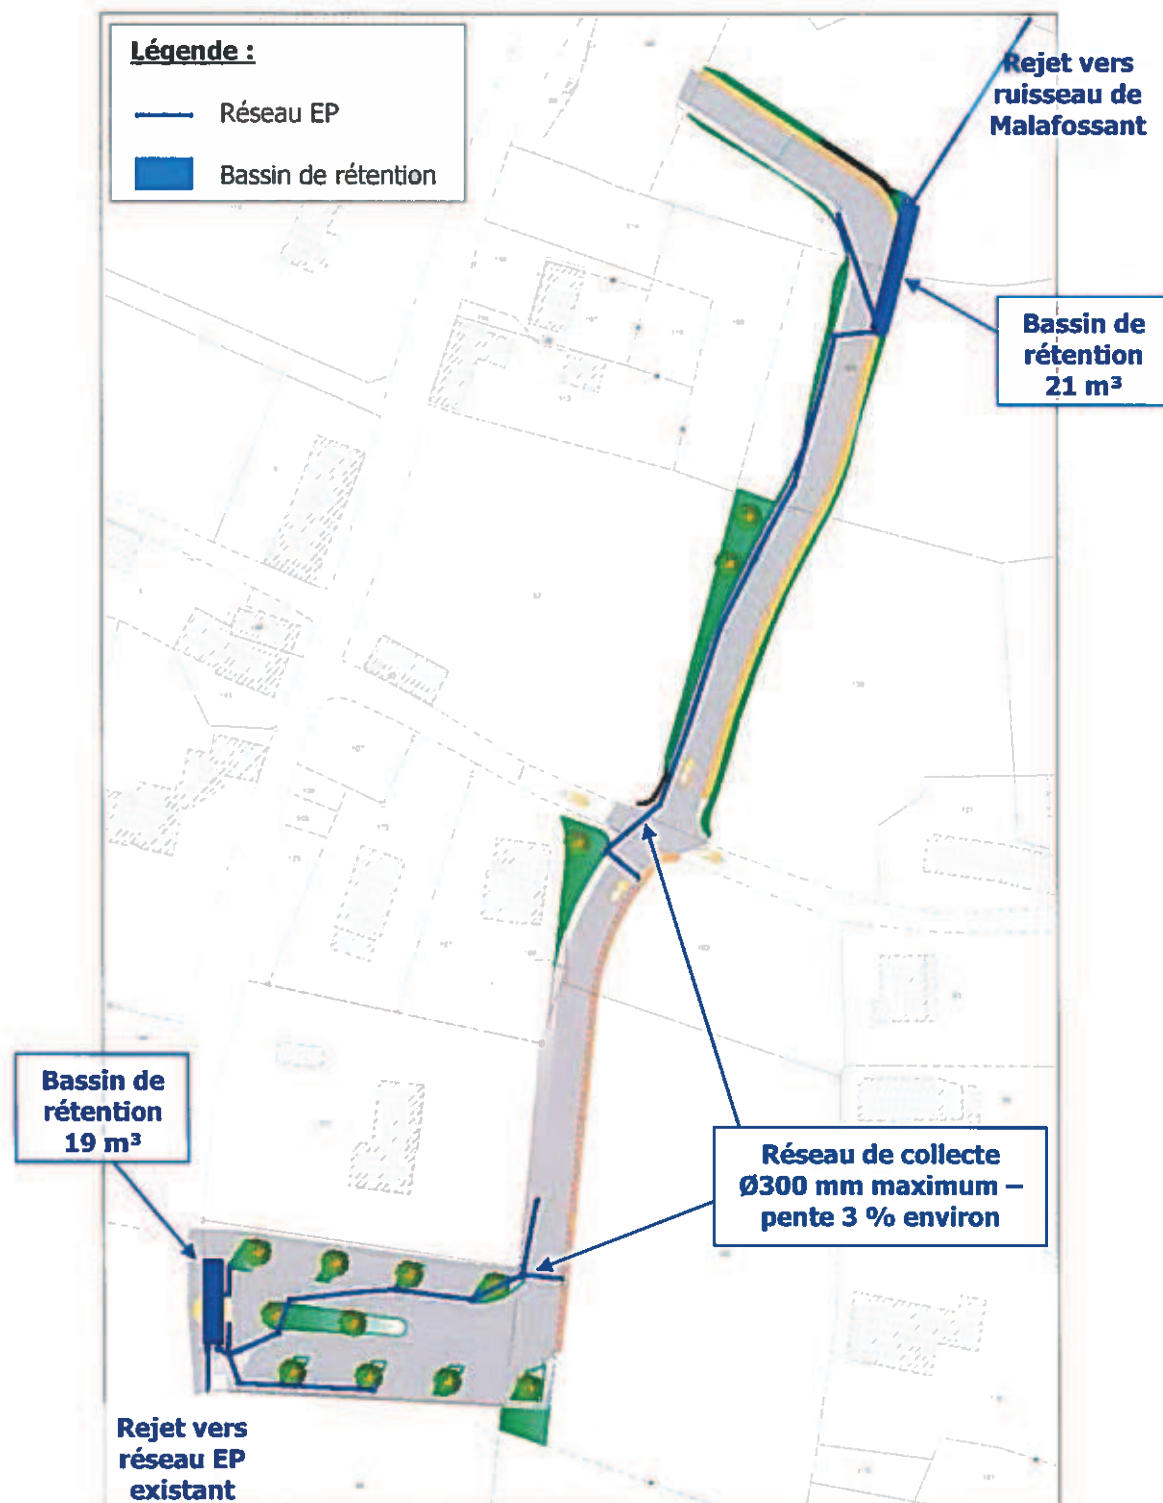 Légende :
Réseau EP
Bassin de rétention
Rejet vers
ruisseau de
Malafossant
Bassin de
rétention
21 m³
Bassin de
rétention
19 m³
Réseau de collecte
Ø300 mm maximum –
pente 3 % environ
Rejet vers
réseau EP
existant